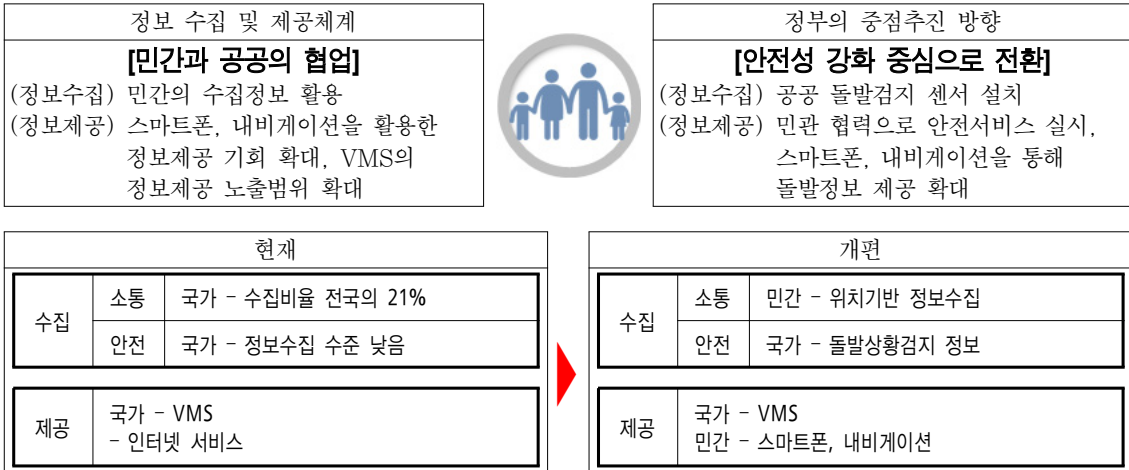 정보 수집 및 제공체계
[민간과 공공의 협업]
(정보수집) 민간의 수집정보 활용
(정보제공) 스마트폰, 내비게이션을 활용한
정보제공 기회 확대, VMS의
정보제공 노출범위 확대
정부의 중점추진 방향
[안전성 강화 중심으로 전환]
(정보수집) 공공 돌발검지 센서 설치
(정보제공) 민관 협력으로 안전서비스 실시,
스마트폰, 내비게이션을 통해
돌발정보 제공 확대
현재
수집
소통 국가 - 수집비율 전국의 21%
안전 국가 - 정보수집 수준 낮음
제공
국가 - VMS
- 인터넷 서비스
개편
수집
소통 민간 - 위치기반 정보수집
안전 국가 - 돌발상황검지 정보
제공
국가 - VMS
민간 - 스마트폰, 내비게이션